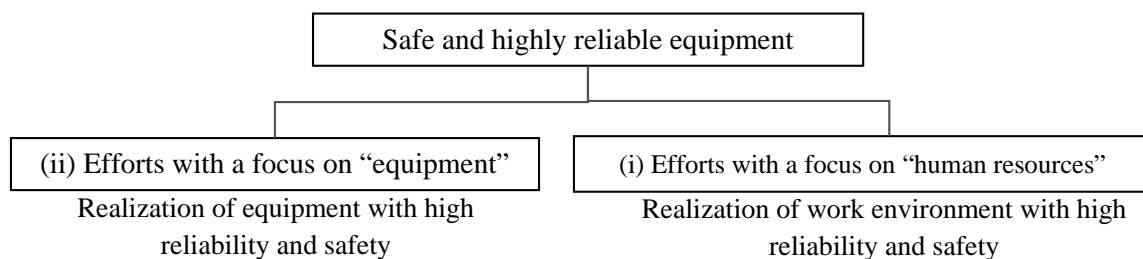 Safe and highly reliable equipment
(ii) Efforts with a focus on “equipment”
Realization of equipment with high
reliability and safety
(i) Efforts with a focus on “human resources”
Realization of work environment with high
reliability and safety